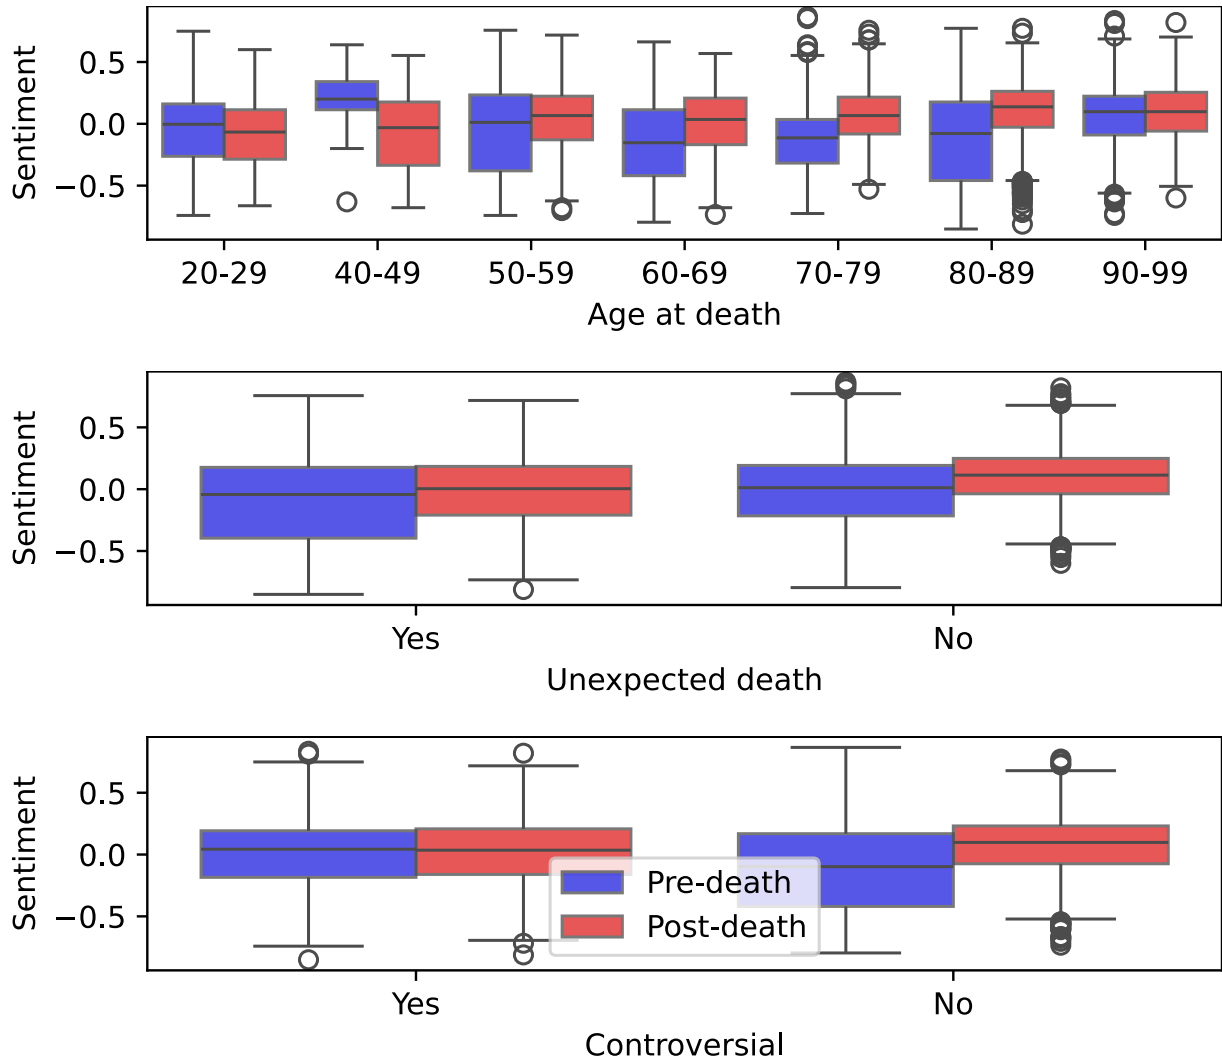 Sentiment
0.5
0.0
−0.5
20-29 40-49 50-59 60-69 70-79 80-89 90-99
Age at death
Sentiment
0.5
0.0
−0.5
Yes No
Unexpected death
Sentiment
0.5
0.0
−0.5
Pre-death
Post-death
Yes No
Controversial